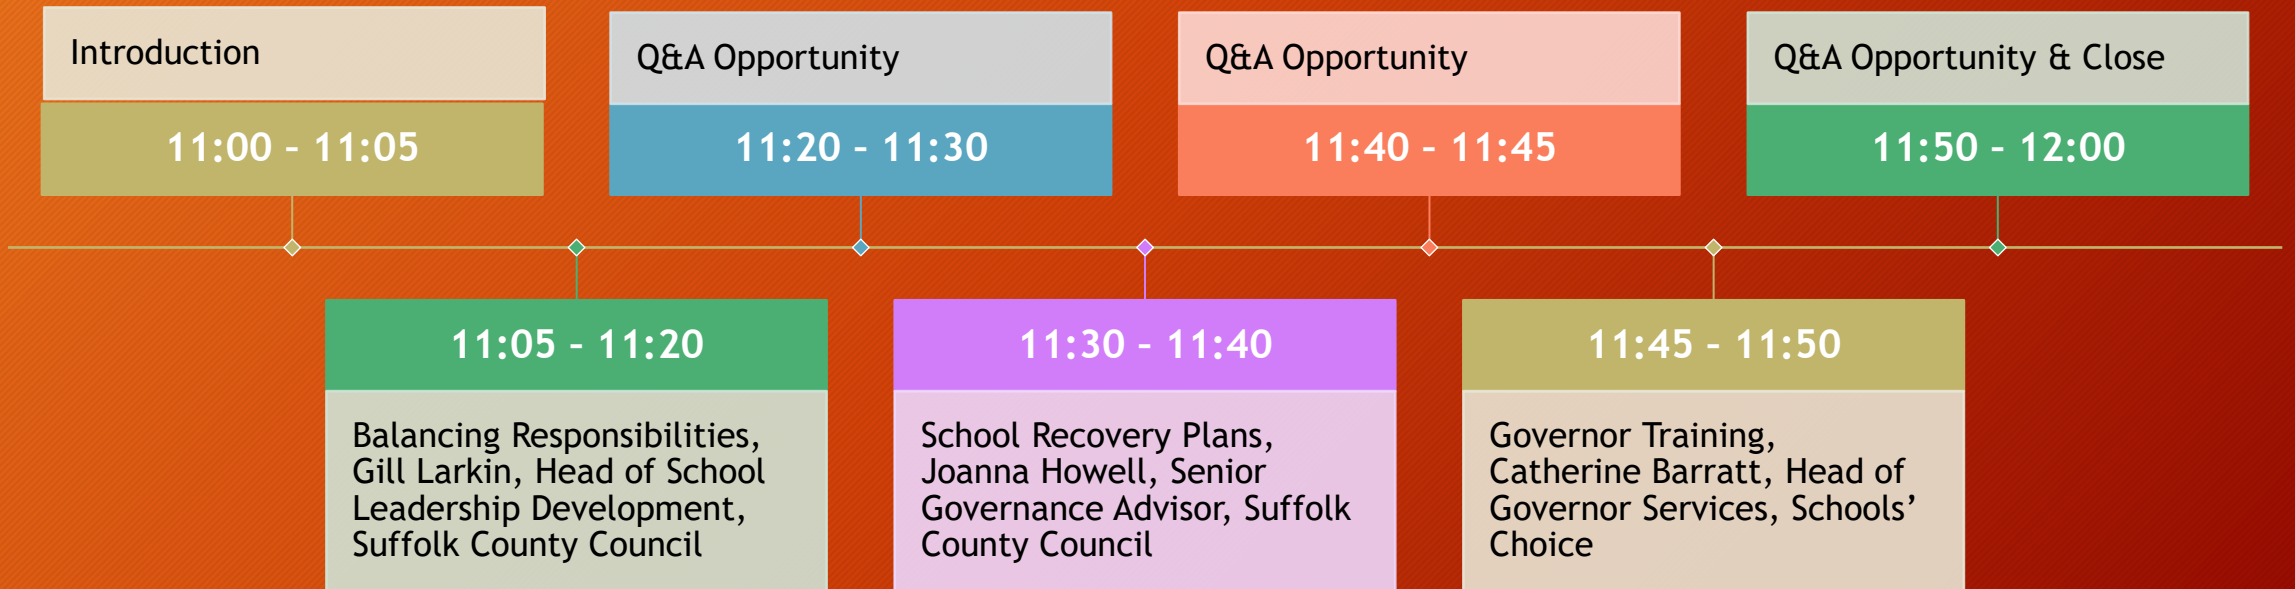 Introduction
11:00 – 11:05
11:05 – 11:20
Balancing Responsibilities,
Gill Larkin, Head of School
Leadership Development,
Suffolk County Council
Q&A Opportunity
11:20 – 11:30
11:30 – 11:40
School Recovery Plans,
Joanna Howell, Senior
Governance Advisor, Suffolk
County Council
Q&A Opportunity
11:40 – 11:45
11:45 – 11:50
Governor Training,
Catherine Barratt, Head of
Governor Services, Schools’
Choice
Q&A Opportunity & Close
11:50 – 12:00